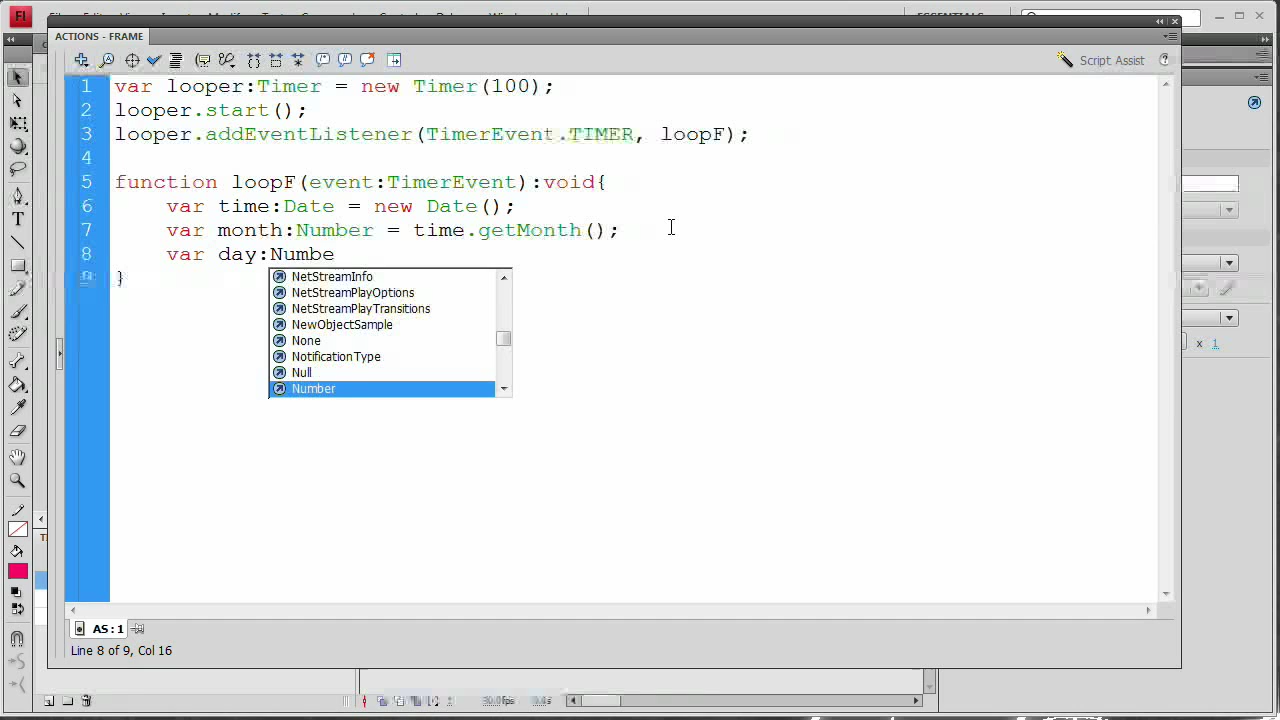 Fl
ESSENTIALS
ACTIONS - FRAME
Script Assist
1 var looper:Timer = new Timer(100);
2 looper.start();
3 looper.addEventListener(TimerEvent.TIMER, loopF);
4
5 function loopF(event:TimerEvent):void{
6 var time:Date = new Date();
7 var month:Number = time.getMonth();
8 var day:Numbe
}
NetStreamInfo
NetStreamPlayOptions
NetStreamPlayTransitions
NewObjectSample
None
NotificationType
Null
Number
x 1
AS:1
Line 8 of 9, Col 16